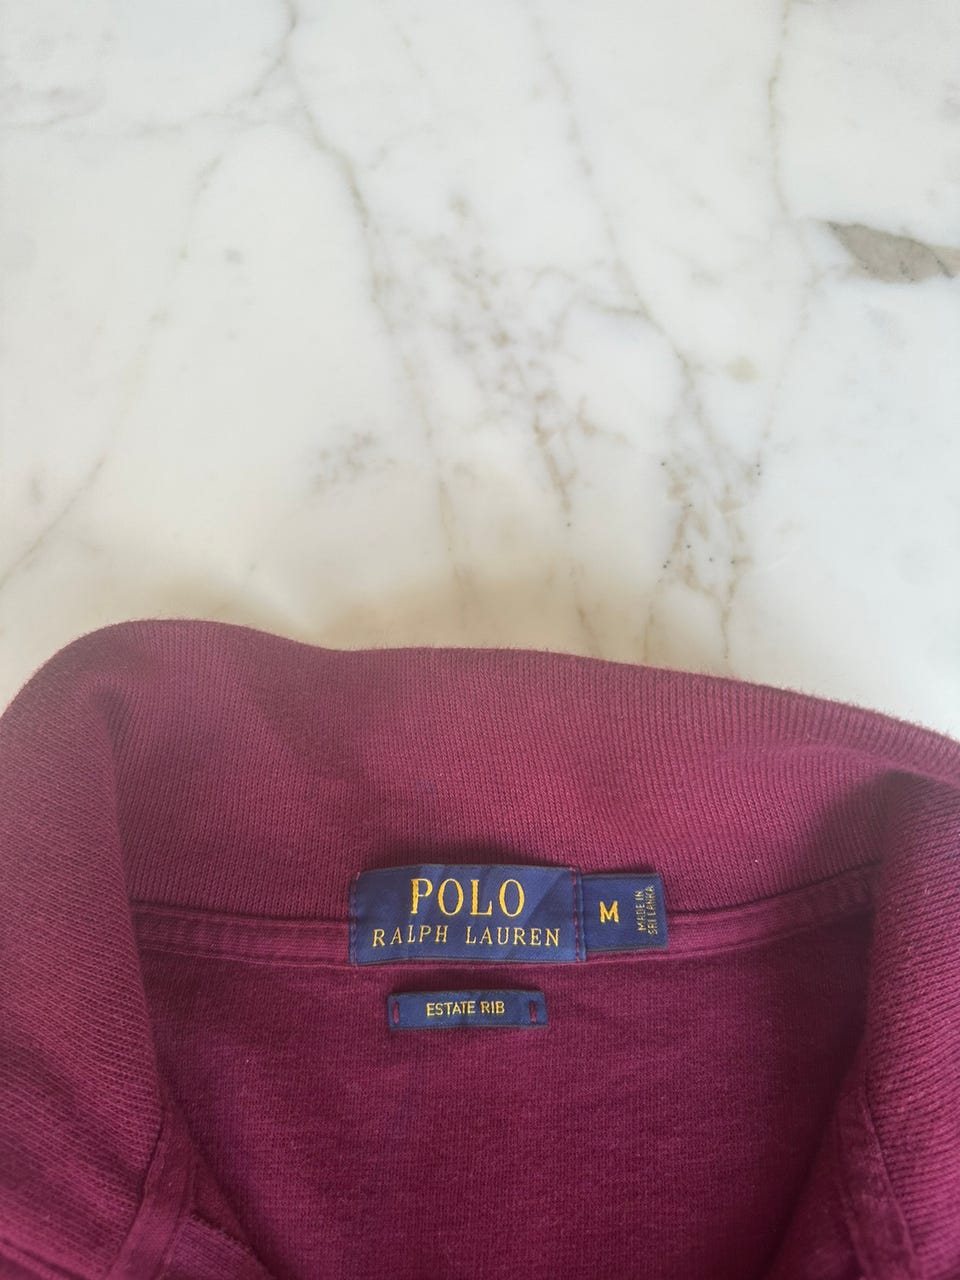 POLO
RALPH LAUREN
M
MADE IN
SRI LANKA
ESTATE RIB